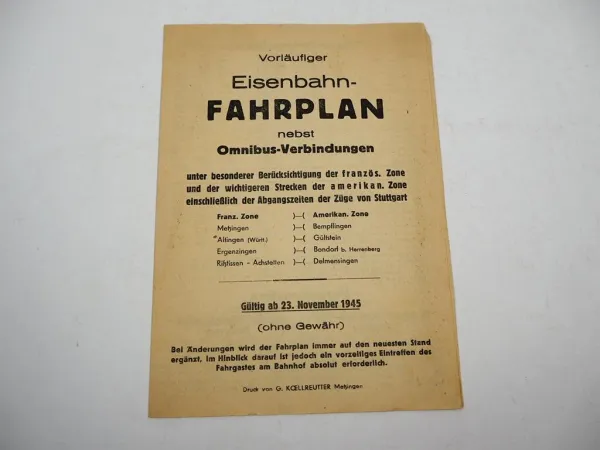 Vorläufiger
Eisenbahn-
FAHRPLAN
nebst
Omnibus-Verbindungen
unter besonderer Berücksichtigung der französ. Zone
und der wichtigeren Strecken der amerikan. Zone
einschließlich der Abgangszeiten der Züge von Stuttgart
Franz. Zone )—( Amerikan. Zone
Metzingen )—( Bempflingen
*Altingen (Württ.) )—( Gültstein
Ergenzingen )—( Bondorf b. Herrenberg
Rißtissen - Achstetten )—( Delmensingen
Gültig ab 23. November 1945
(ohne Gewähr)
Bei Änderungen wird der Fahrplan immer auf den neuesten Stand
ergänzt, im Hinblick darauf ist jedoch ein vorzeitiges Eintreffen des
Fahrgastes am Bahnhof absolut erforderlich.
Druck von G. KŒLLREUTTER Metzingen